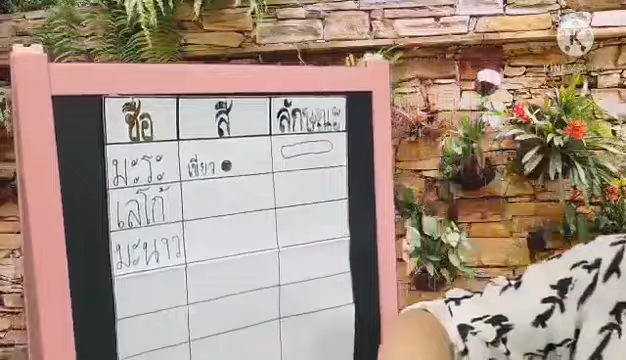 ชื่อ สี ลักษณะ
มะระ เขียว
เลโก้
มะนาว